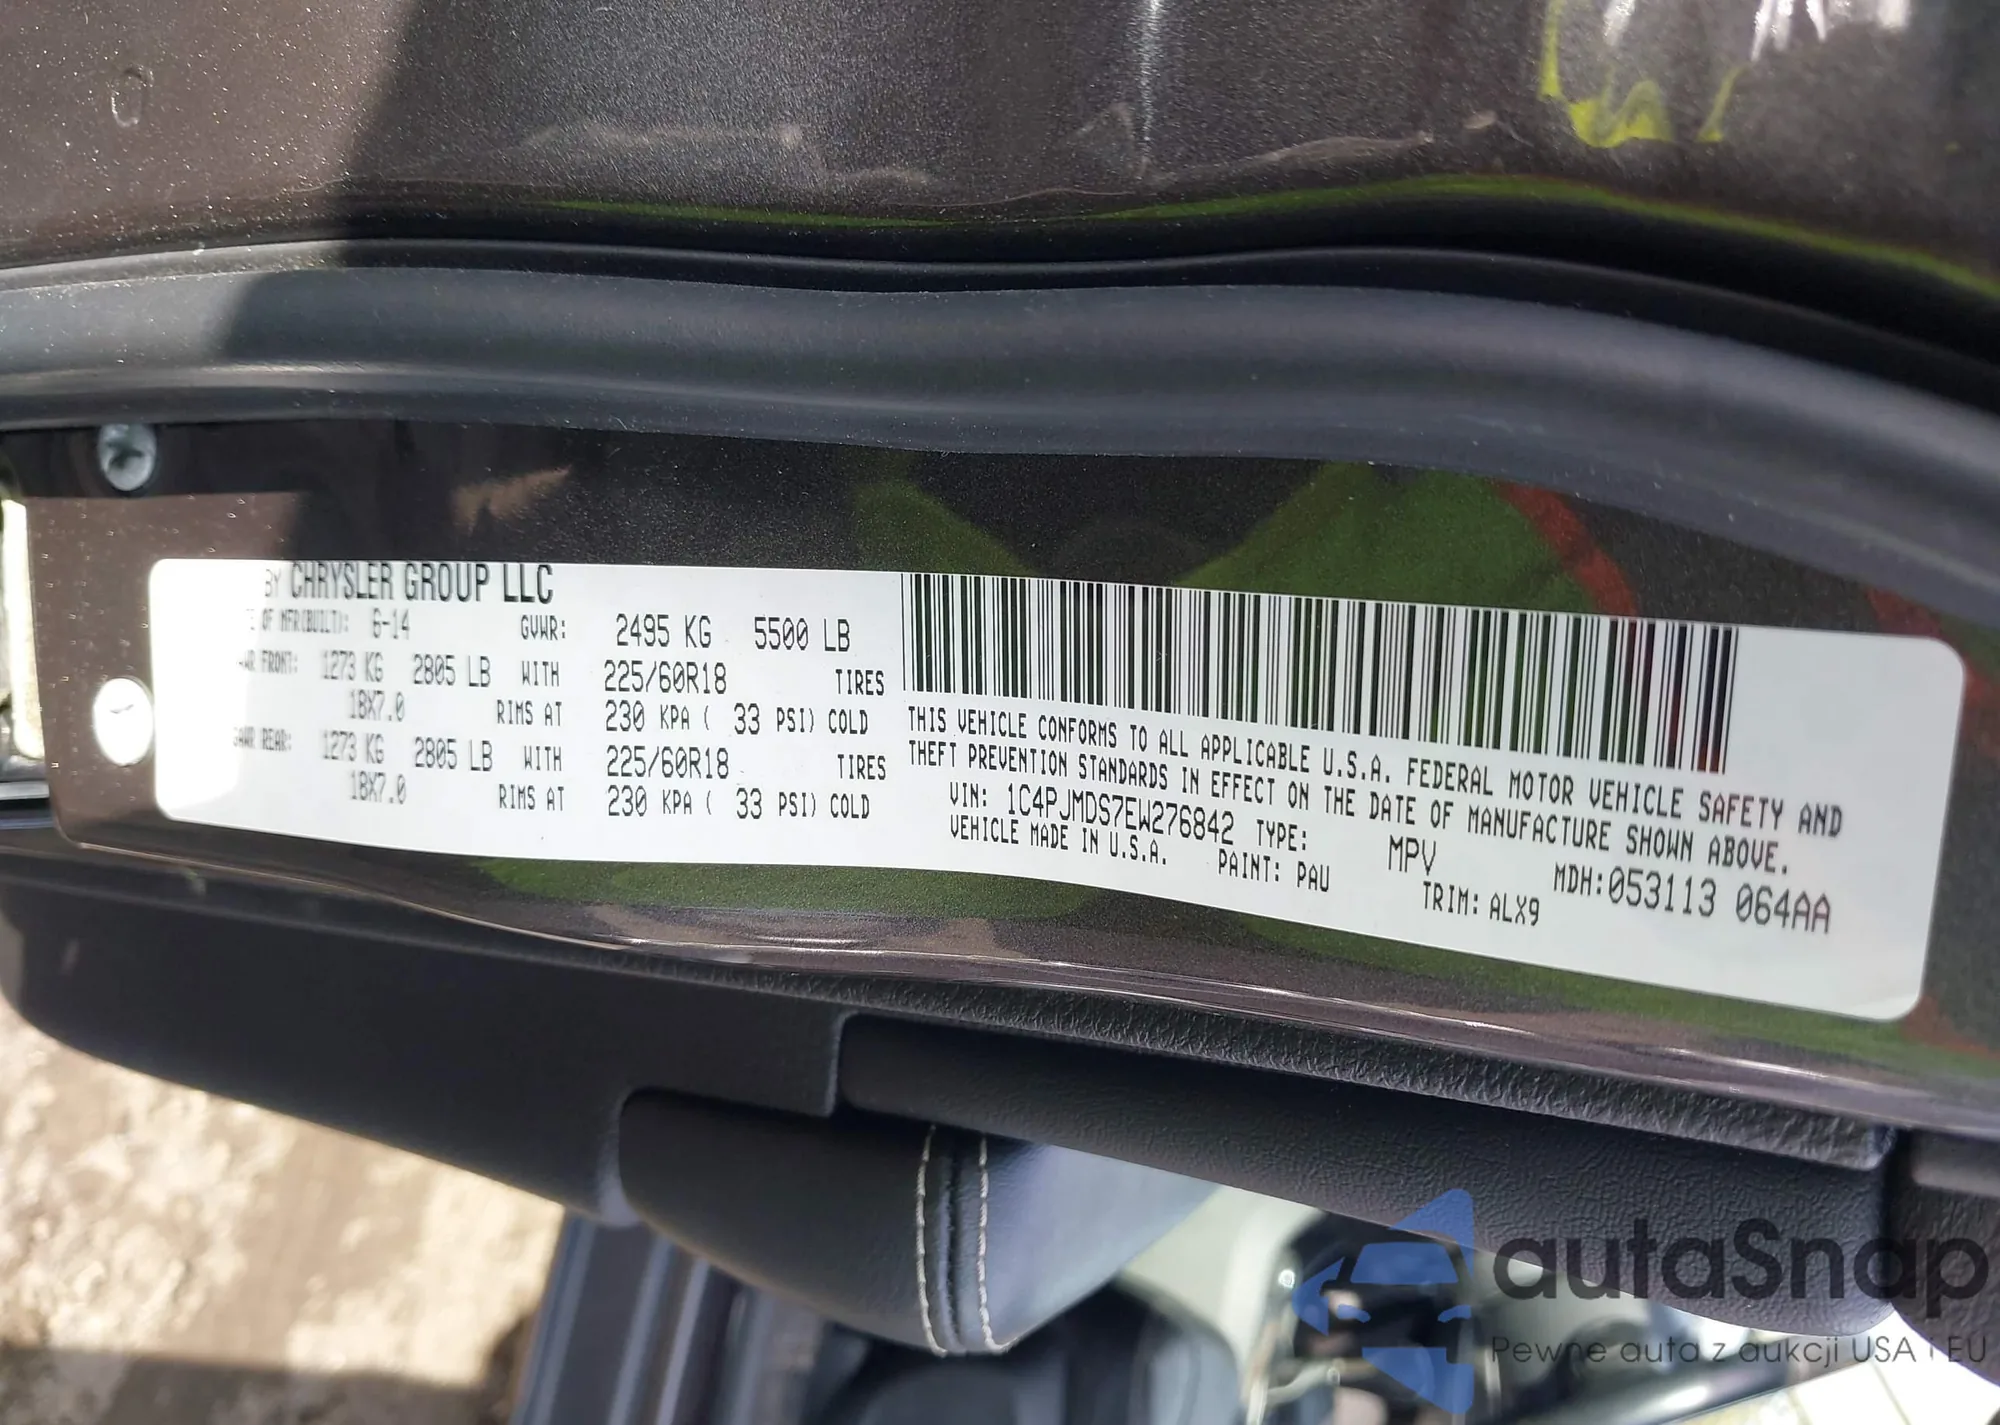 BY CHRYSLER GROUP LLC
E OF MFR(BUILT): 6-14 GVWR: 2495 KG 5500 LB
WR FRONT: 1273 KG 2805 LB WITH 225/60R18 TIRES
18X7.0 RIMS AT 230 KPA ( 33 PSI) COLD
GAWR REAR: 1273 KG 2805 LB WITH 225/60R18 TIRES
18X7.0 RIMS AT 230 KPA ( 33 PSI) COLD
THIS VEHICLE CONFORMS TO ALL APPLICABLE U.S.A. FEDERAL MOTOR VEHICLE SAFETY AND
THEFT PREVENTION STANDARDS IN EFFECT ON THE DATE OF MANUFACTURE SHOWN ABOVE.
VIN: 1C4PJMDS7EW276842 TYPE: MPV MDH:053113 064AA
VEHICLE MADE IN U.S.A. PAINT: PAU TRIM: ALX9
autaSnap
Pewne auta z aukcji USA i EU